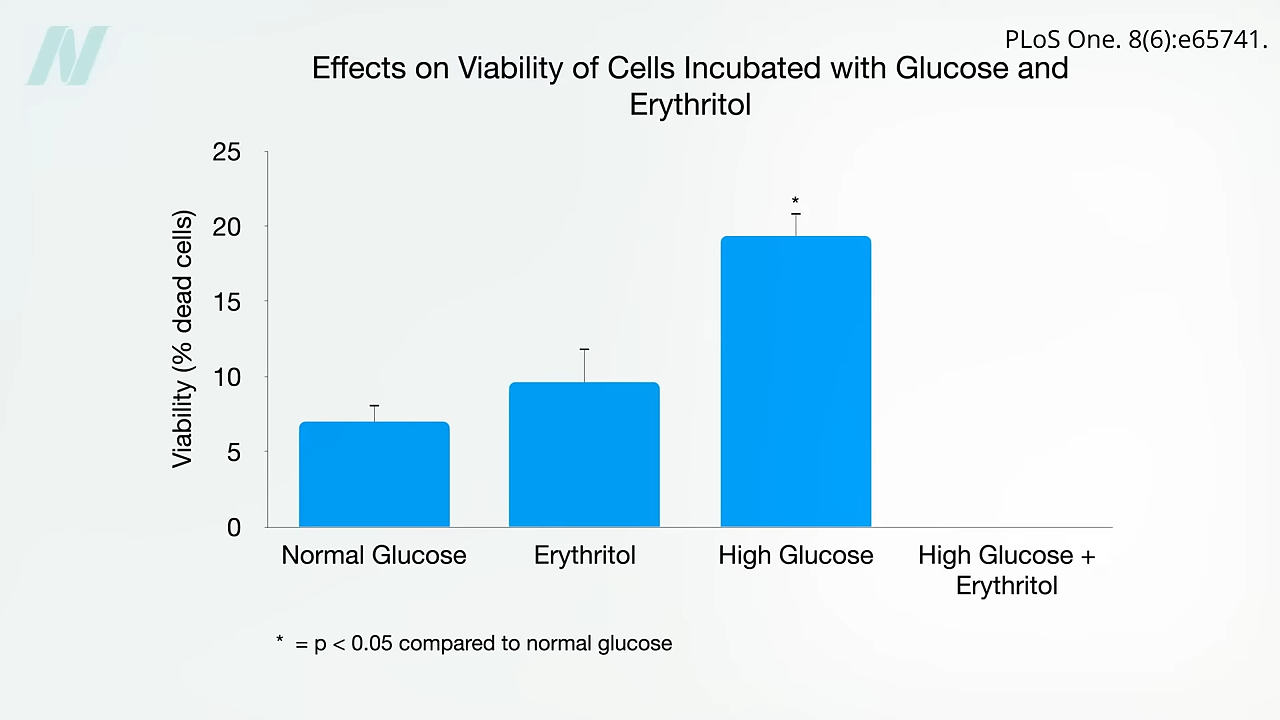 PLoS One. 8(6):e65741.
Effects on Viability of Cells Incubated with Glucose and
Erythritol
Viability (% dead cells)
25
20
15
10
5
0
*
Normal Glucose
Erythritol
High Glucose
High Glucose +
Erythritol
* = p < 0.05 compared to normal glucose